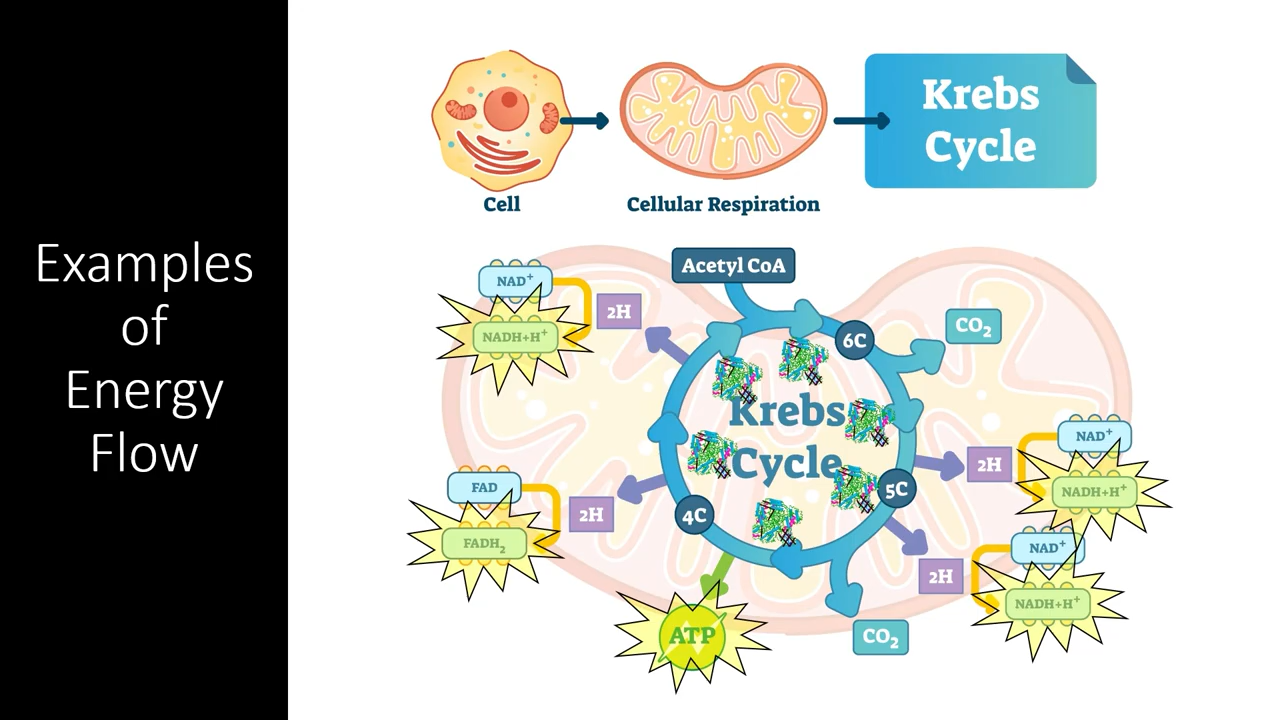 Examples
of
Energy
Flow
Krebs
Cycle
Cell
Cellular Respiration
Acetyl CoA
NAD⁺
2H
NADH+H⁺
6C
CO₂
Krebs
Cycle
NAD⁺
2H
NADH+H⁺
FAD
2H
FADH₂
4C
5C
NAD⁺
2H
NADH+H⁺
ATP
CO₂